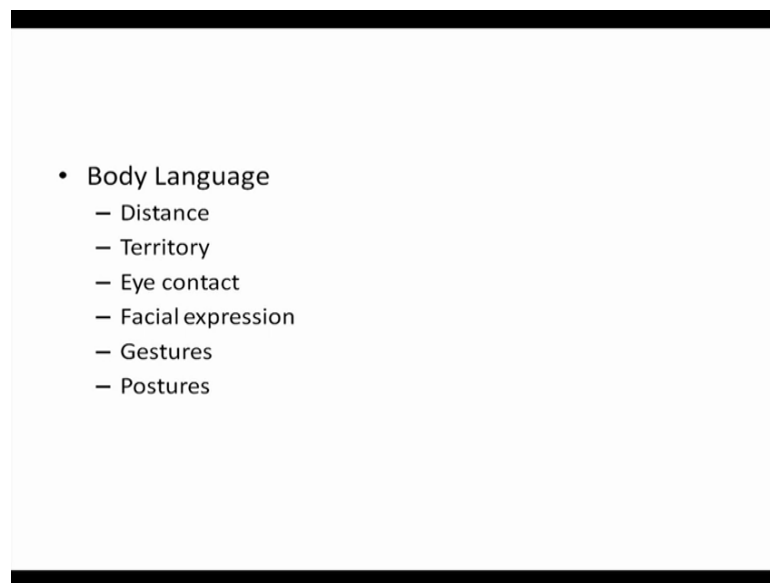 • Body Language
– Distance
– Territory
– Eye contact
– Facial expression
– Gestures
– Postures